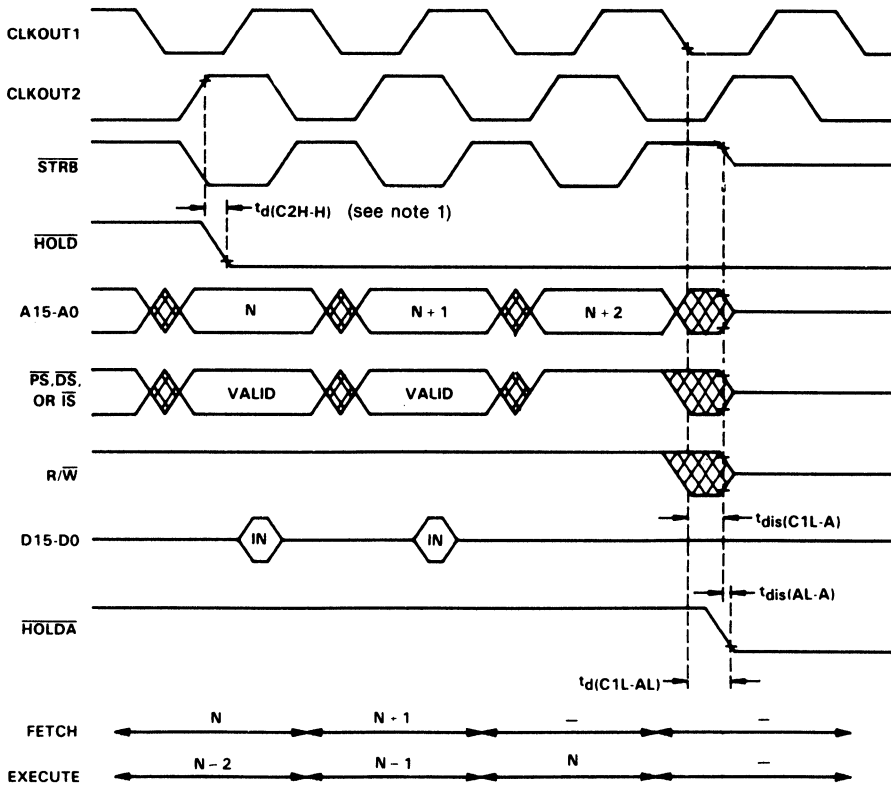 CLKOUT1
CLKOUT2
STRB
td(C2H-H) (see note 1)
HOLD
A15-A0 N N + 1 N + 2
PS, DS, OR IS VALID VALID
R/W
tdis(C1L-A)
D15-D0 IN IN
tdis(AL-A)
HOLDA
td(C1L-AL)
FETCH N N + 1 – –
EXECUTE N – 2 N – 1 N –